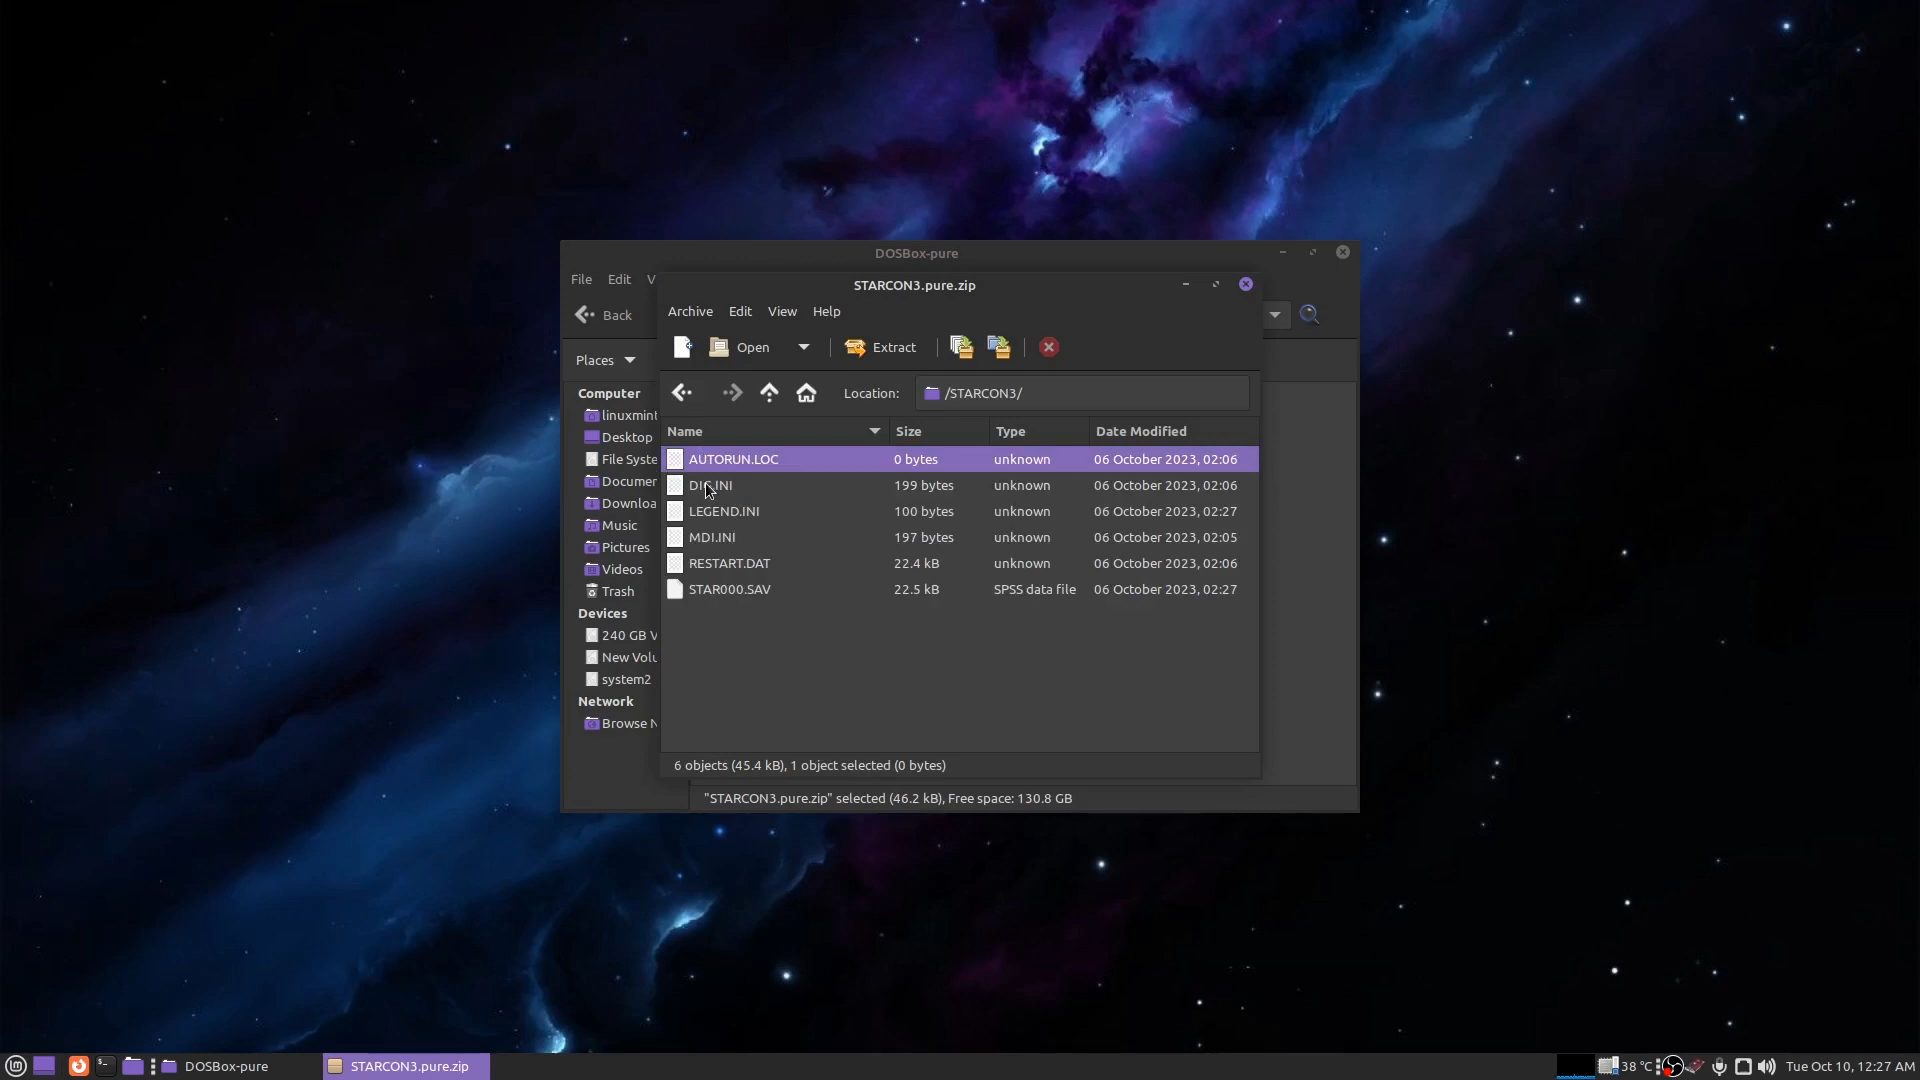 DOSBox-pure
File Edit V
Back
Places
Computer
linuxmint
Desktop
File Syste
Documen
Downloa
Music
Pictures
Videos
Trash
Devices
240 GB V
New Volu
system2
Network
Browse N
STARCON3.pure.zip
Archive Edit View Help
Open Extract
Location: /STARCON3/
Name Size Type Date Modified
AUTORUN.LOC 0 bytes unknown 06 October 2023, 02:06
199 bytes unknown 06 October 2023, 02:06
LEGEND.INI 100 bytes unknown 06 October 2023, 02:27
MDI.INI 197 bytes unknown 06 October 2023, 02:05
RESTART.DAT 22.4 kB unknown 06 October 2023, 02:06
STAR000.SAV 22.5 kB SPSS data file 06 October 2023, 02:27
6 objects (45.4 kB), 1 object selected (0 bytes)
"STARCON3.pure.zip" selected (46.2 kB), Free space: 130.8 GB
DOSBox-pure STARCON3.pure.zip 38 °C Tue Oct 10, 12:27 AM